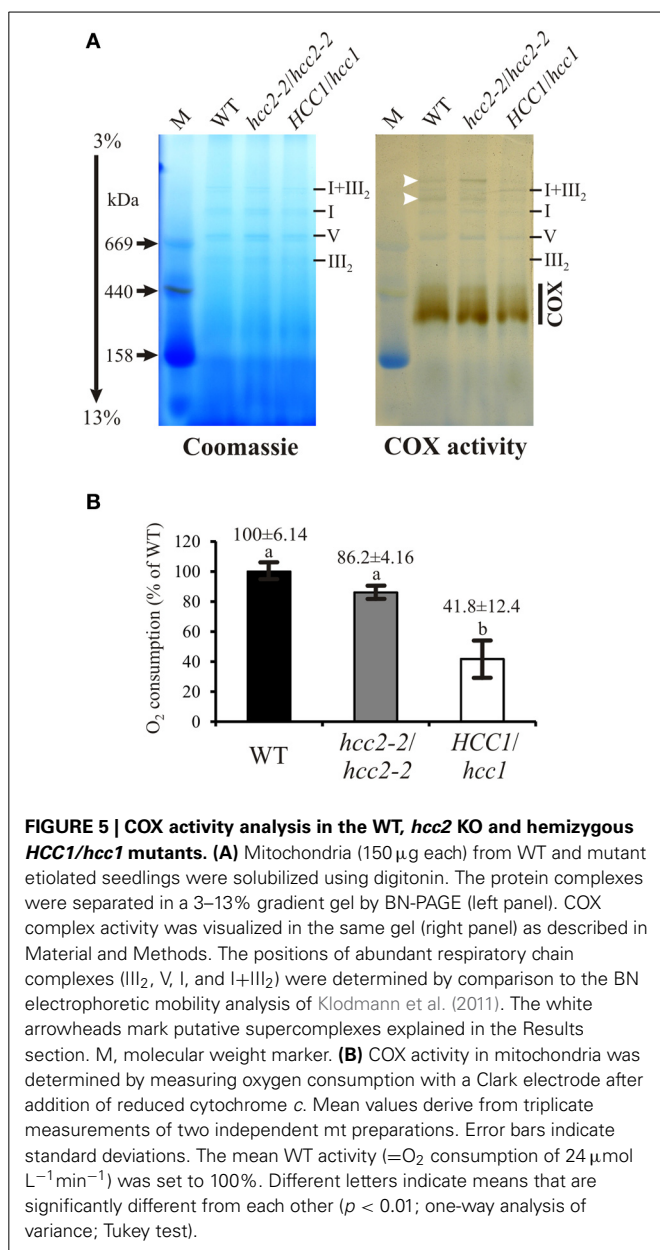 A
M
WT
hcc2-2/hcc2-2
HCC1/hcc1
M
WT
hcc2-2/hcc2-2
HCC1/hcc1
3%
kDa
669
440
158
13%
I+III₂
I
V
III₂
I+III₂
I
V
III₂
COX
Coomassie
COX activity
B
O₂ consumption (% of WT)
120
100
80
60
40
20
0
100±6.14
a
86.2±4.16
a
41.8±12.4
b
WT
hcc2-2/
hcc2-2
HCC1/
hcc1
FIGURE 5 | COX activity analysis in the WT, hcc2 KO and hemizygous
HCC1/hcc1 mutants. (A) Mitochondria (150 μg each) from WT and mutant
etiolated seedlings were solubilized using digitonin. The protein complexes
were separated in a 3–13% gradient gel by BN-PAGE (left panel). COX
complex activity was visualized in the same gel (right panel) as described in
Material and Methods. The positions of abundant respiratory chain
complexes (III₂, V, I, and I+III₂) were determined by comparison to the BN
electrophoretic mobility analysis of Klodmann et al. (2011). The white
arrowheads mark putative supercomplexes explained in the Results
section. M, molecular weight marker. (B) COX activity in mitochondria was
determined by measuring oxygen consumption with a Clark electrode after
addition of reduced cytochrome c. Mean values derive from triplicate
measurements of two independent mt preparations. Error bars indicate
standard deviations. The mean WT activity (=O₂ consumption of 24 μmol
L⁻¹min⁻¹) was set to 100%. Different letters indicate means that are
significantly different from each other (p < 0.01; one-way analysis of
variance; Tukey test).